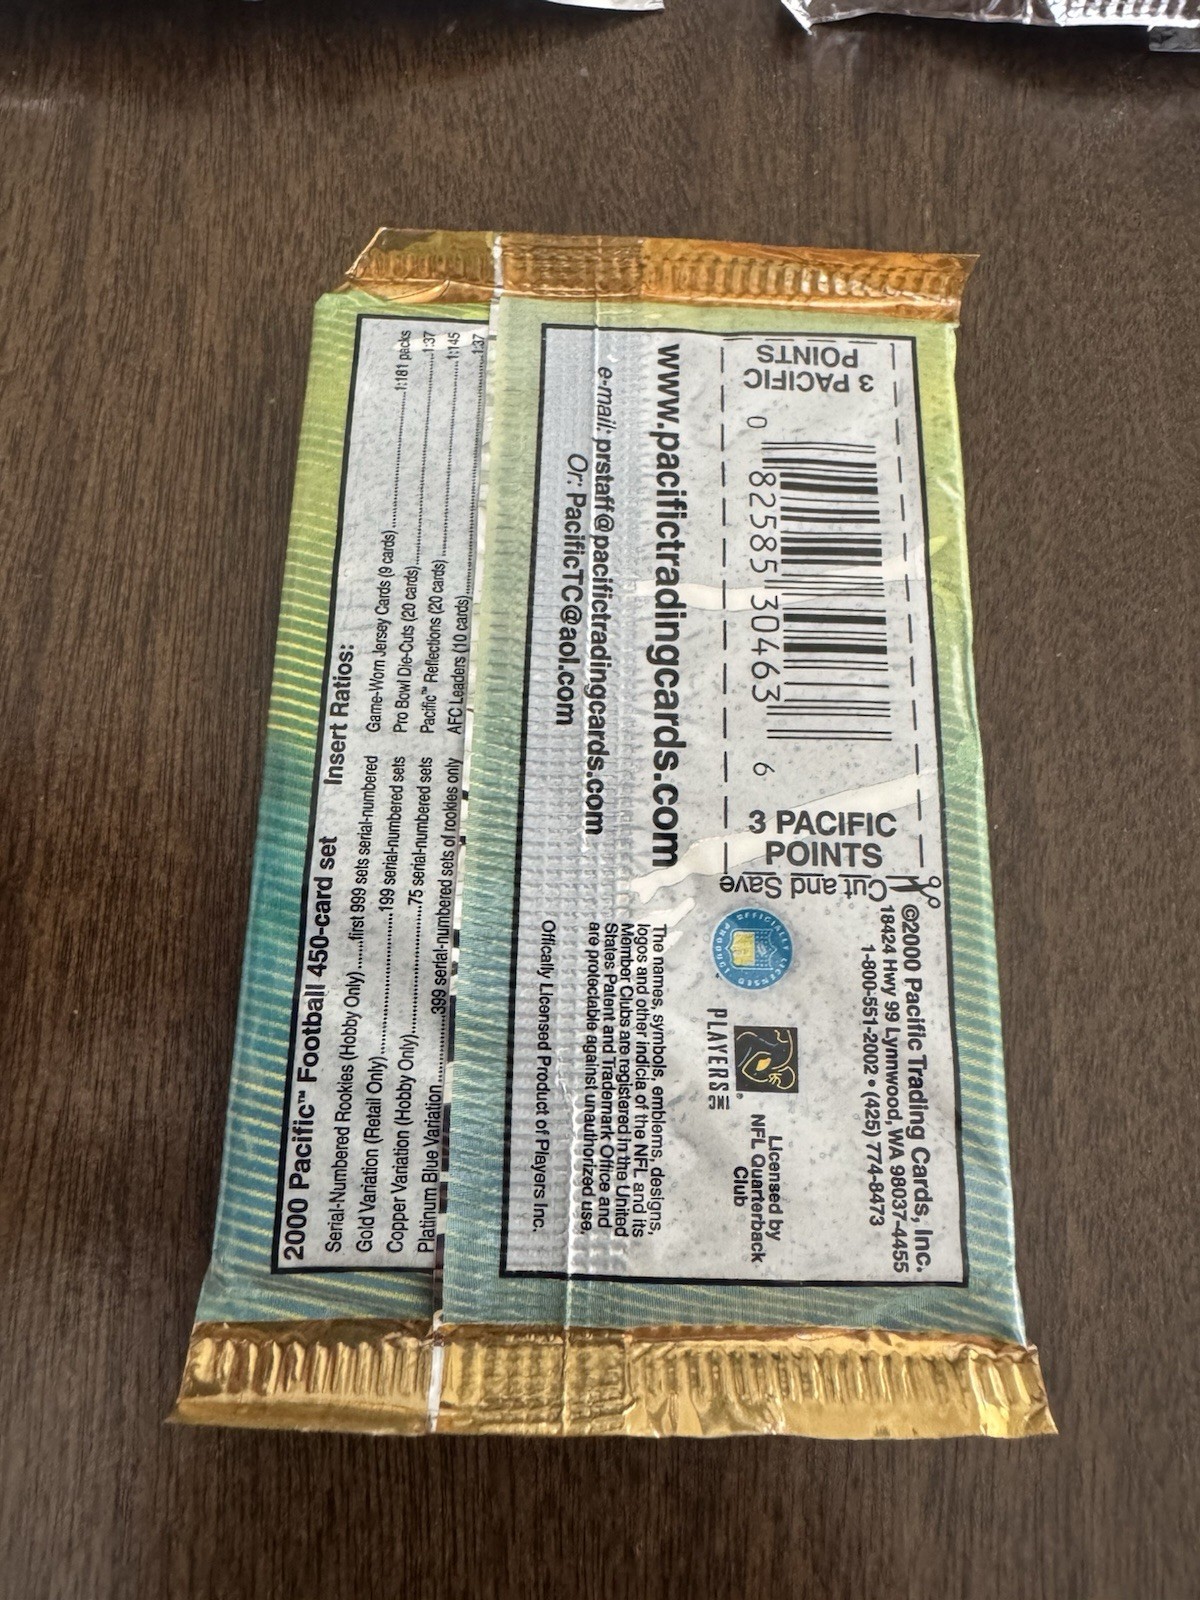 2000 Pacific™ Football 450-card set
Serial-Numbered Rookies (Hobby Only)......first 999 sets serial-numbered
Gold Variation (Retail Only)..........................199 serial-numbered sets
Copper Variation (Hobby Only)........................75 serial-numbered sets
Platinum Blue Variation...........399 serial-numbered sets of rookies only
Insert Ratios:
Game-Worn Jersey Cards (9 cards)........................1:181 packs
Pro Bowl Die-Cuts (20 cards)........................................1:37
Pacific™ Reflections (20 cards)....................................1:145
AFC Leaders (10 cards)................................................1:37
3 PACIFIC
POINTS
0 82585 30463 6
3 PACIFIC
POINTS
Cut and Save
www.pacifictradingcards.com
e-mail: prstaff@pacifictradingcards.com
Or: PacificTC@aol.com
©2000 Pacific Trading Cards, Inc.
18424 Hwy 99 Lynnwood, WA 98037-4455
1-800-551-2002 • (425) 774-8473
OFFICIALLY LICENSED PRODUCT
PLAYERS INC
®
Licensed by
NFL Quarterback
Club
The names, symbols, emblems, designs,
logos and other indicia of the NFL and its
Member Clubs are registered in the United
States Patent and Trademark Office and
are protectable against unauthorized use.
Officially Licensed Product of Players Inc.